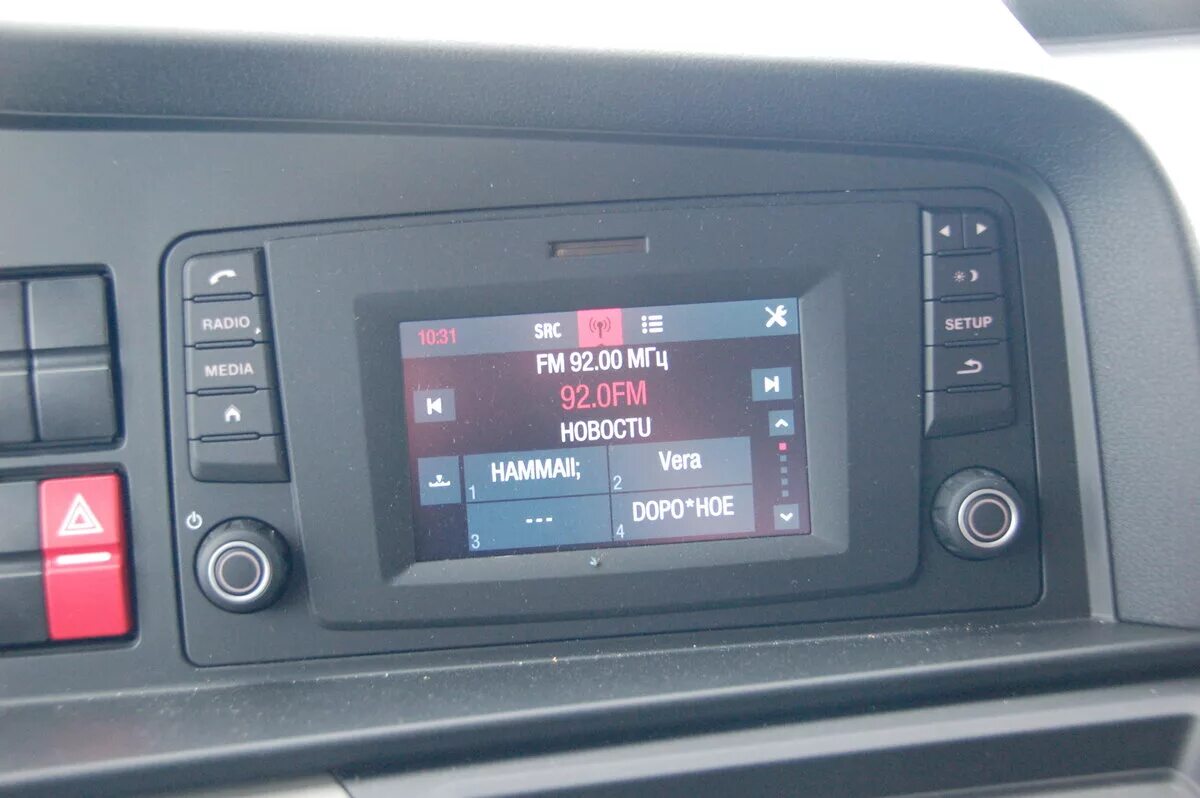 RADIO
MEDIA
10:31 SRC
FM 92.00 МГц
92.0FM
НОВОСТU
HAMMAII;
1
Vera
2
---
3
DOPO*HOE
4
SETUP